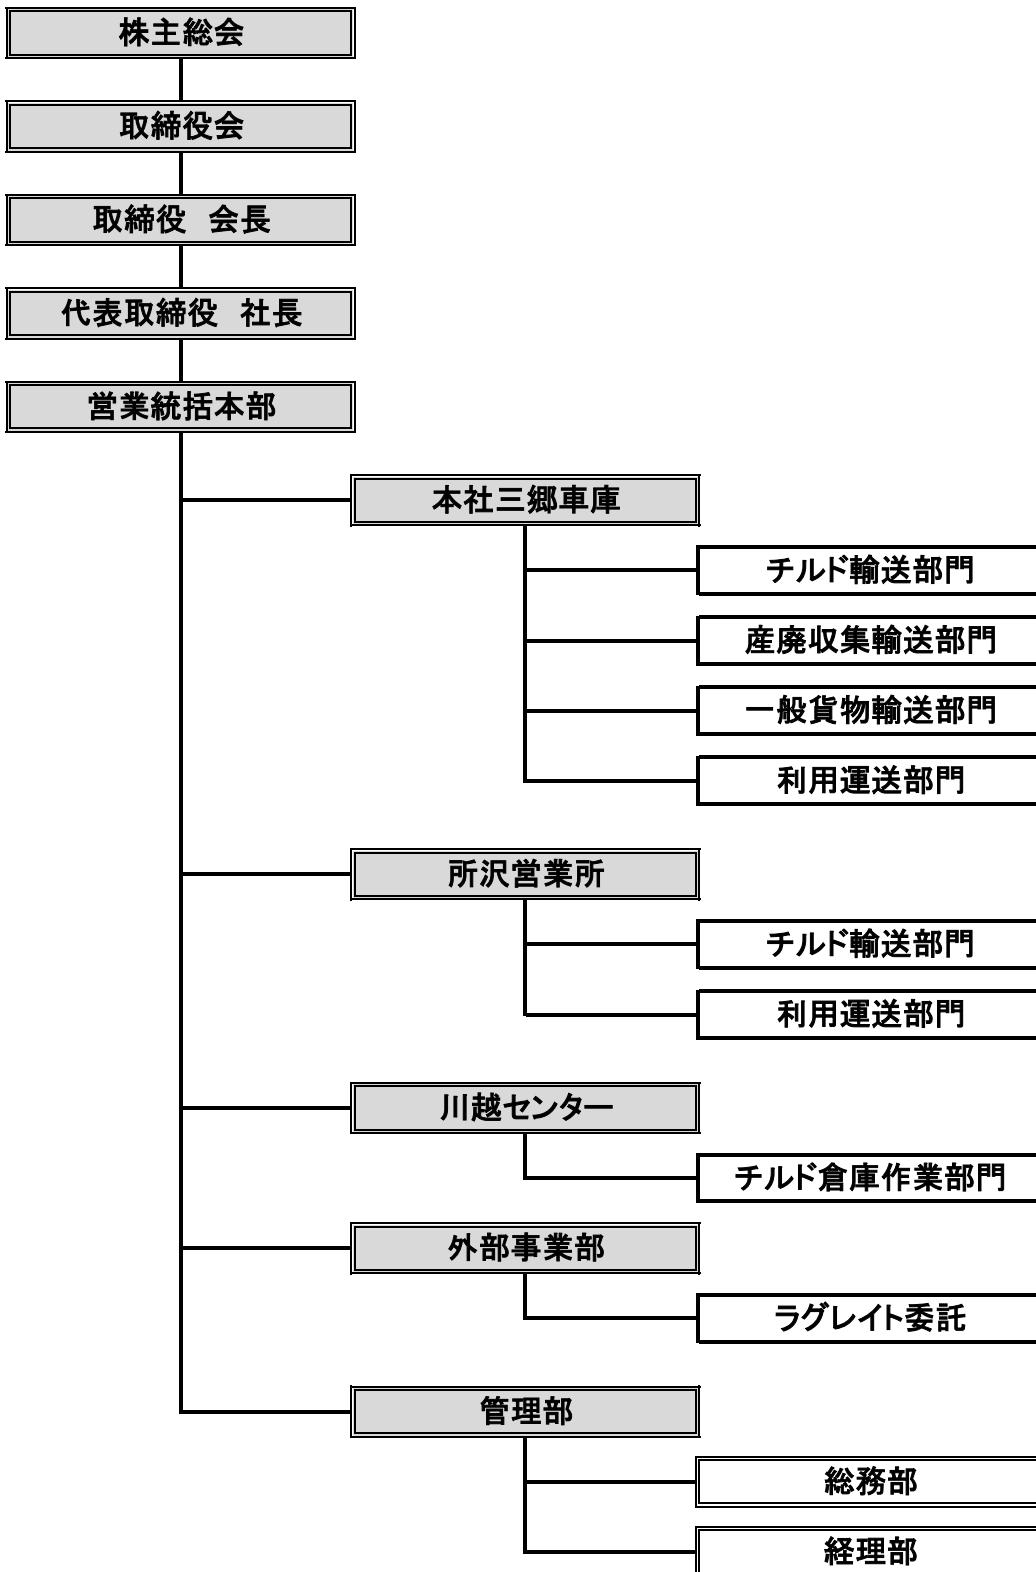 株主総会
取締役会
取締役　会長
代表取締役　社長
営業統括本部
本社三郷車庫
チルド輸送部門
産廃収集輸送部門
一般貨物輸送部門
利用運送部門
所沢営業所
チルド輸送部門
利用運送部門
川越センター
チルド倉庫作業部門
外部事業部
ラグレイト委託
管理部
総務部
経理部